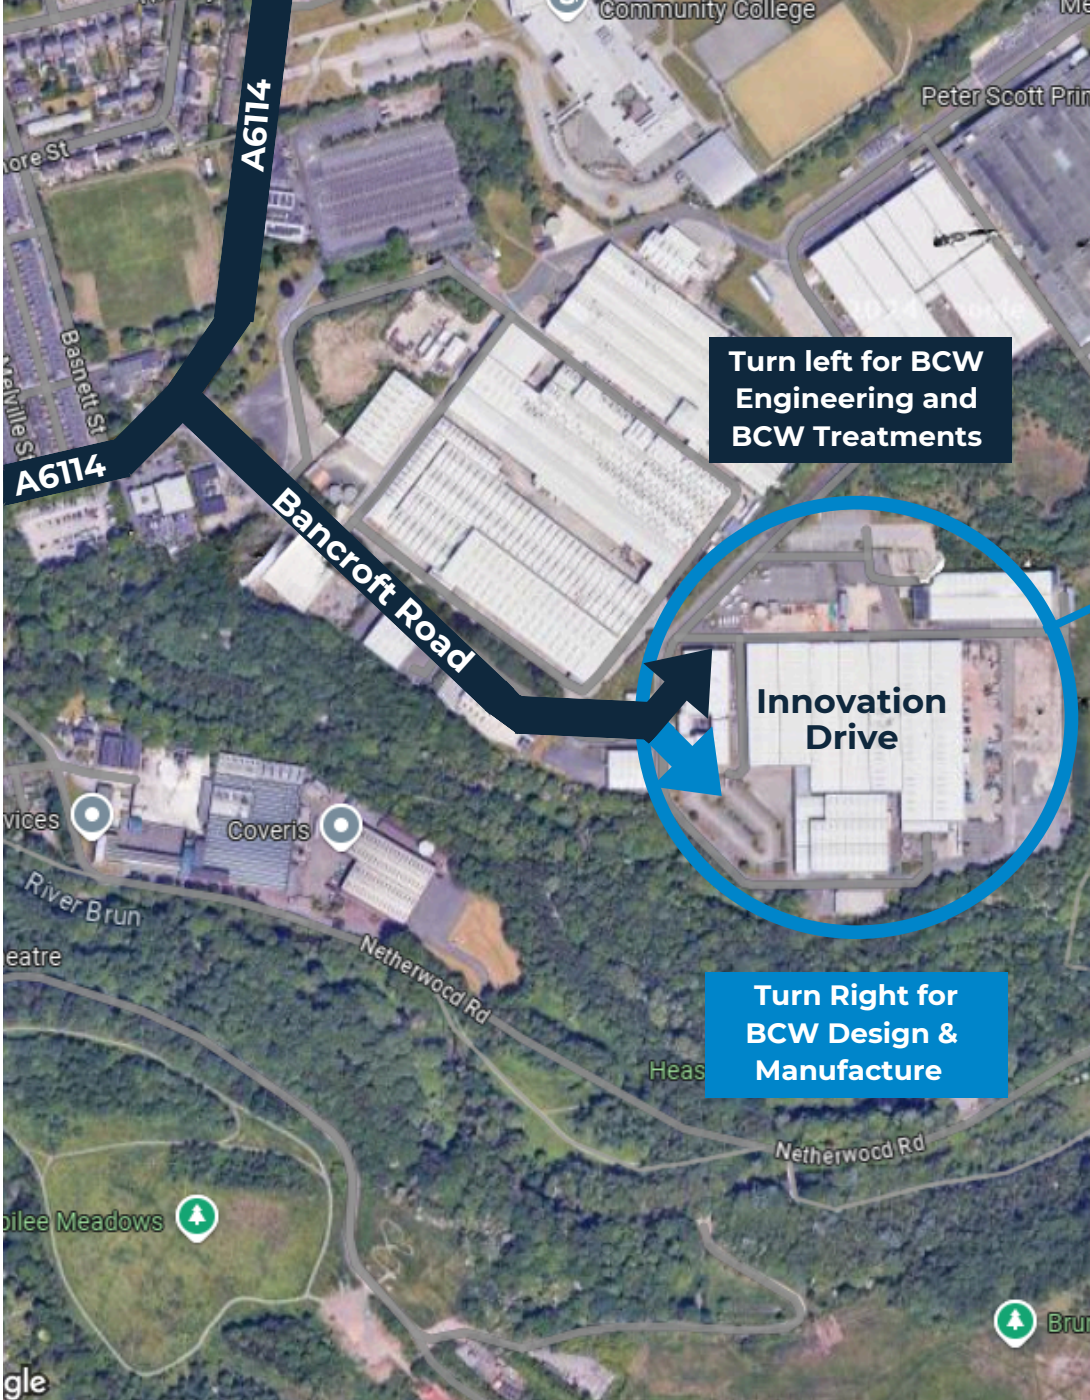 Community College
A6114
Peter Scott Prin
nore St
Basnett St
Melville St
Turn left for BCW
Engineering and
BCW Treatments
A6114
Bancroft Road
Innovation
Drive
vices
Coveris
River Brun
eatre
Netherwood Rd
Turn Right for
BCW Design &
Manufacture
Heas
Netherwood Rd
bilee Meadows
Brun
gle